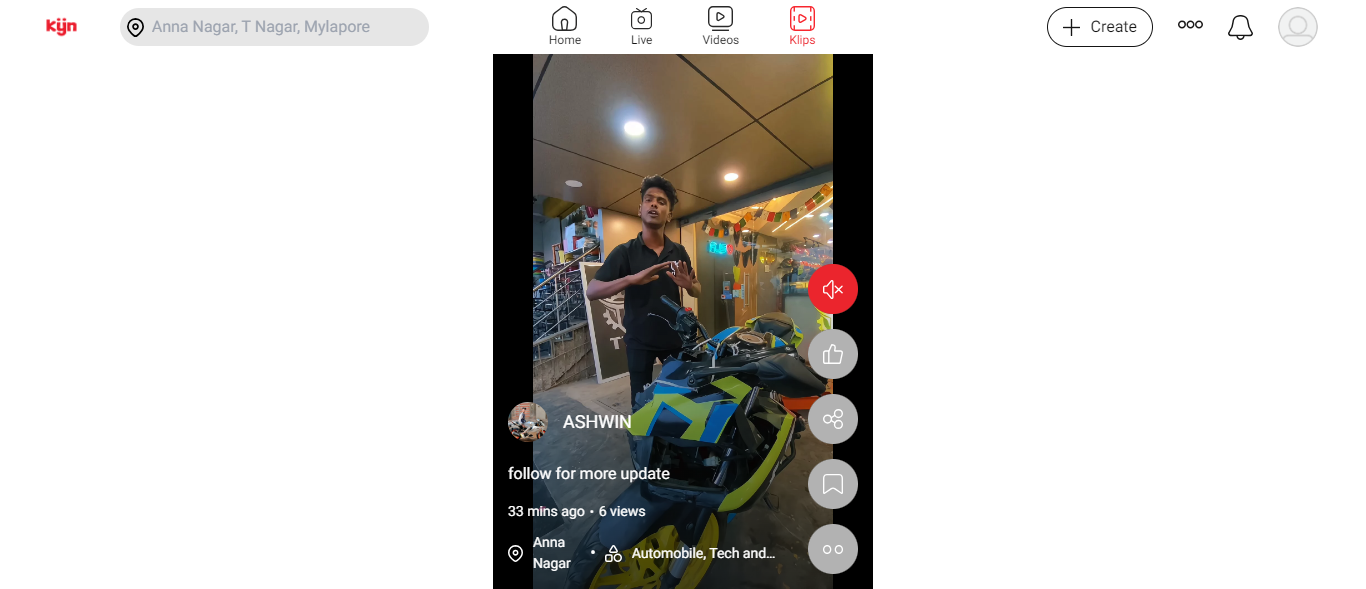 kijn
Anna Nagar, T Nagar, Mylapore
Home
Live
Videos
Klips
Create
ASHWIN
follow for more update
33 mins ago • 6 views
Anna
Nagar
• Automobile, Tech and...